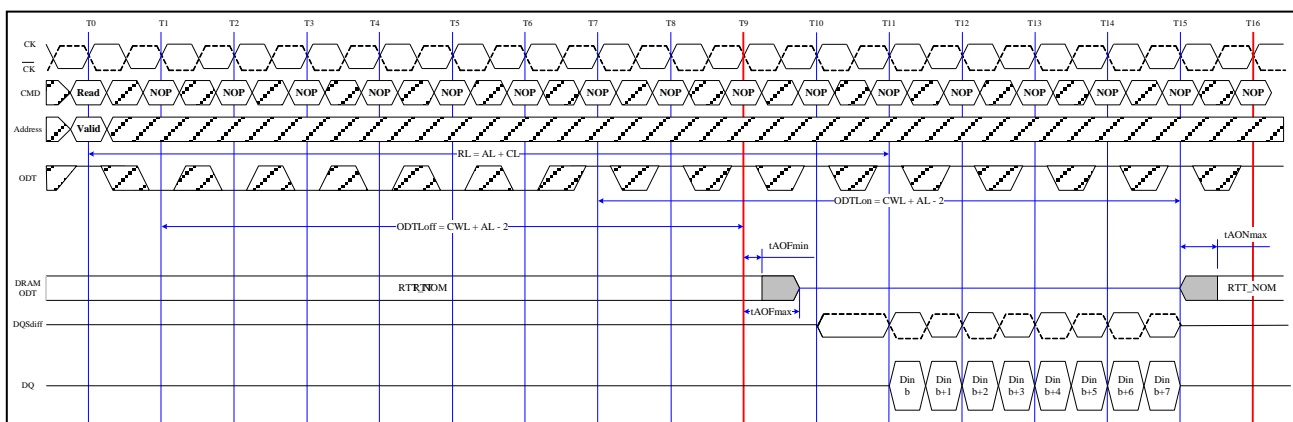 T0 T1 T2 T3 T4 T5 T6 T7 T8 T9 T10 T11 T12 T13 T14 T15 T16
CK
CK
CMD Read NOP NOP NOP NOP NOP NOP NOP NOP NOP NOP NOP NOP NOP NOP NOP NOP
Address Valid
RL = AL + CL
ODT
ODTLon = CWL + AL - 2
ODTLoff = CWL + AL - 2
tAOFmin tAONmax
DRAM ODT RTT_NOM RTT_NOM
tAOFmax
DQSdiff
DQ Din b Din b+1 Din b+2 Din b+3 Din b+4 Din b+5 Din b+6 Din b+7